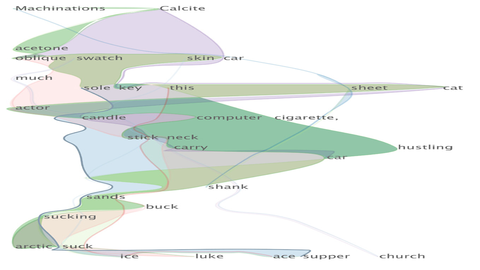 Machinations Calcite
acetone
oblique swatch skin car
much
sole key this sheet cat
actor
candle computer cigarette,
stick neck
carry hustling
car
shank
sands
buck
sucking
arctic suck
ice luke ace supper church